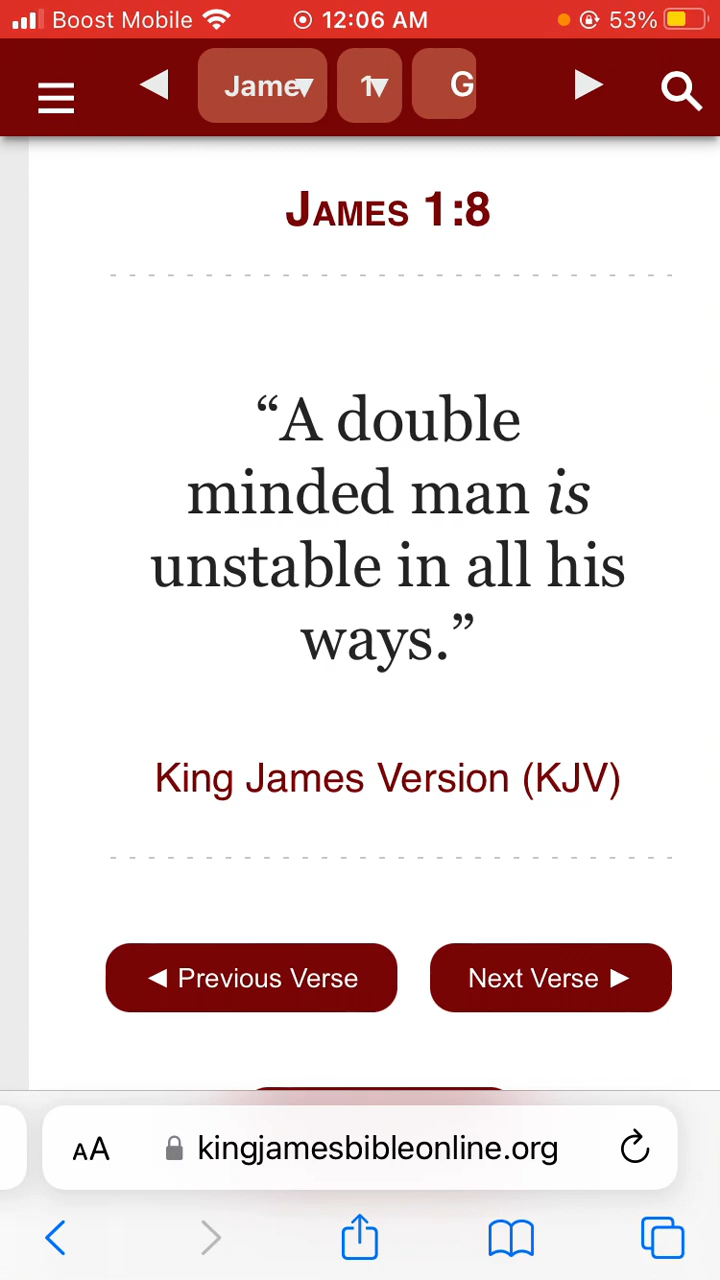 Boost Mobile 12:06 AM 53%
Jame 1 G
James 1:8
“A double
minded man is
unstable in all his
ways.”
King James Version (KJV)
Previous Verse Next Verse
AA kingjamesbibleonline.org